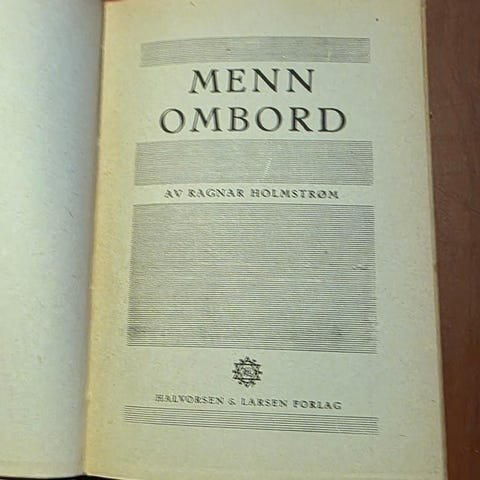 MENN
OMBORD
AV RAGNAR HOLMSTRØM
HALVORSEN & LARSEN FORLAG